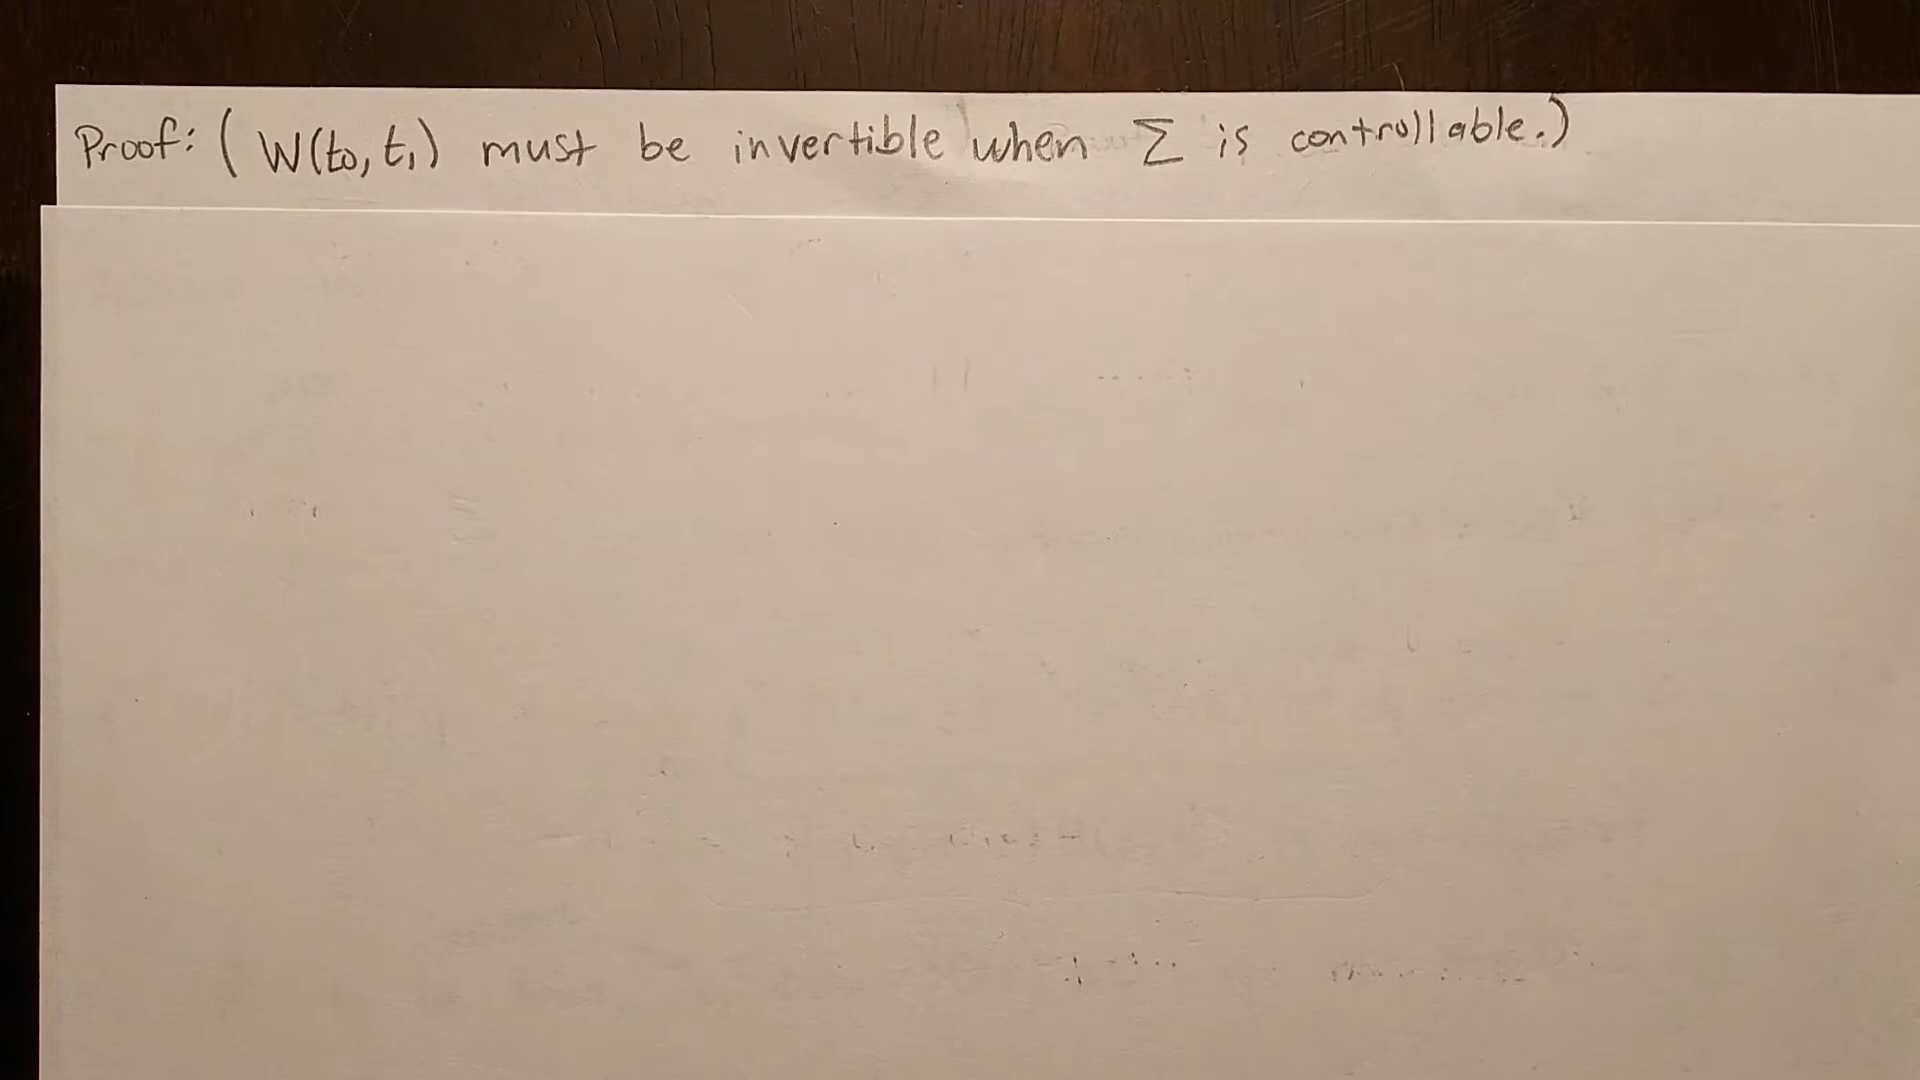 Proof: ( W(t₀, t₁) must be invertible when Σ is controllable.)